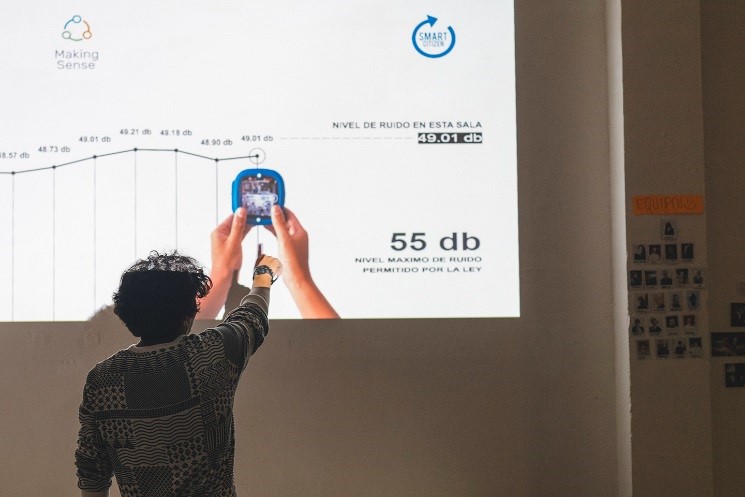 Making
Sense
SMART
CITIZEN
48.57 db
48.73 db
49.01 db
49.21 db
49.18 db
48.90 db
49.01 db
NIVEL DE RUIDO EN ESTA SALA
49.01 db
55 db
NIVEL MAXIMO DE RUIDO
PERMITIDO POR LA LEY